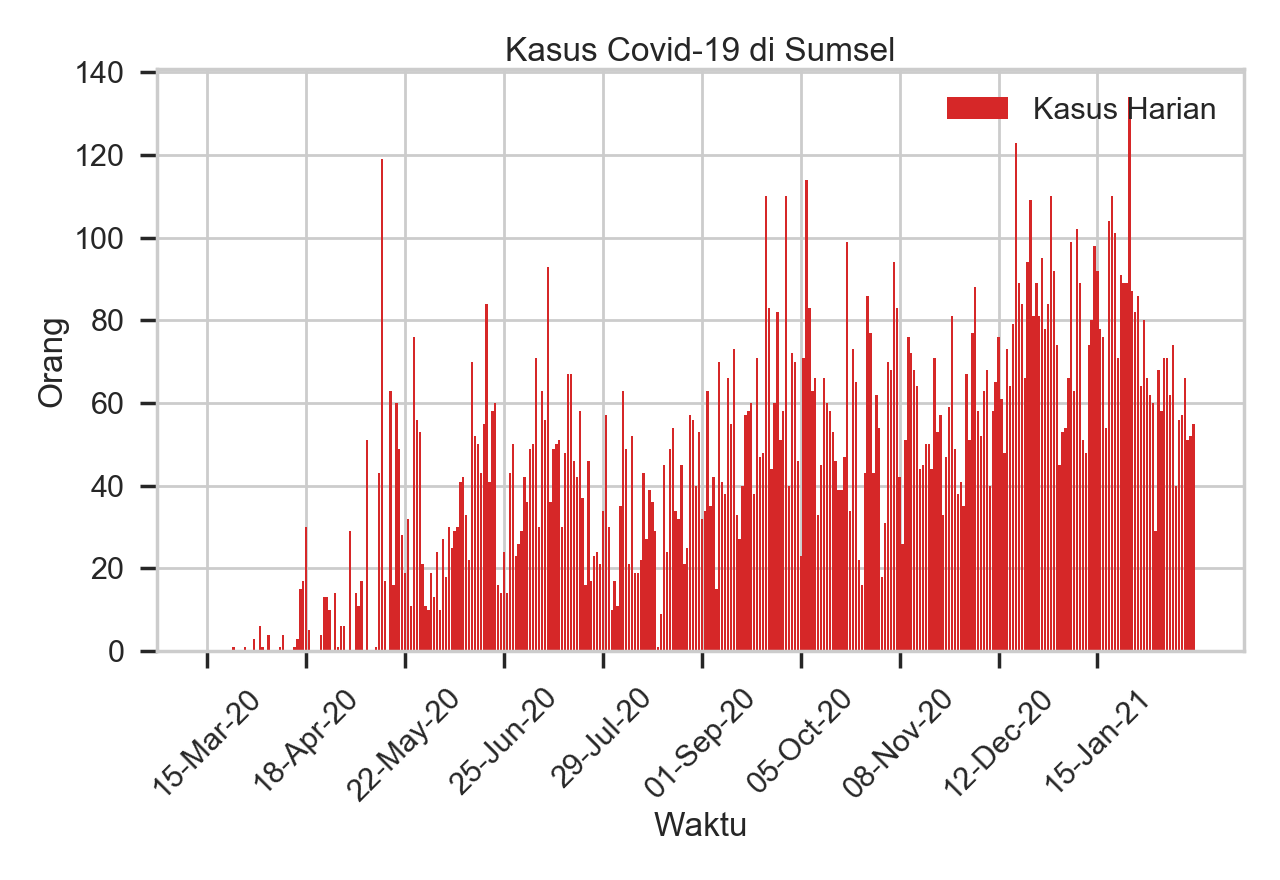 Kasus Covid-19 di Sumsel
Kasus Harian
Orang
140
120
100
80
60
40
20
0
15-Mar-20
18-Apr-20
22-May-20
25-Jun-20
29-Jul-20
01-Sep-20
05-Oct-20
08-Nov-20
12-Dec-20
15-Jan-21
Waktu